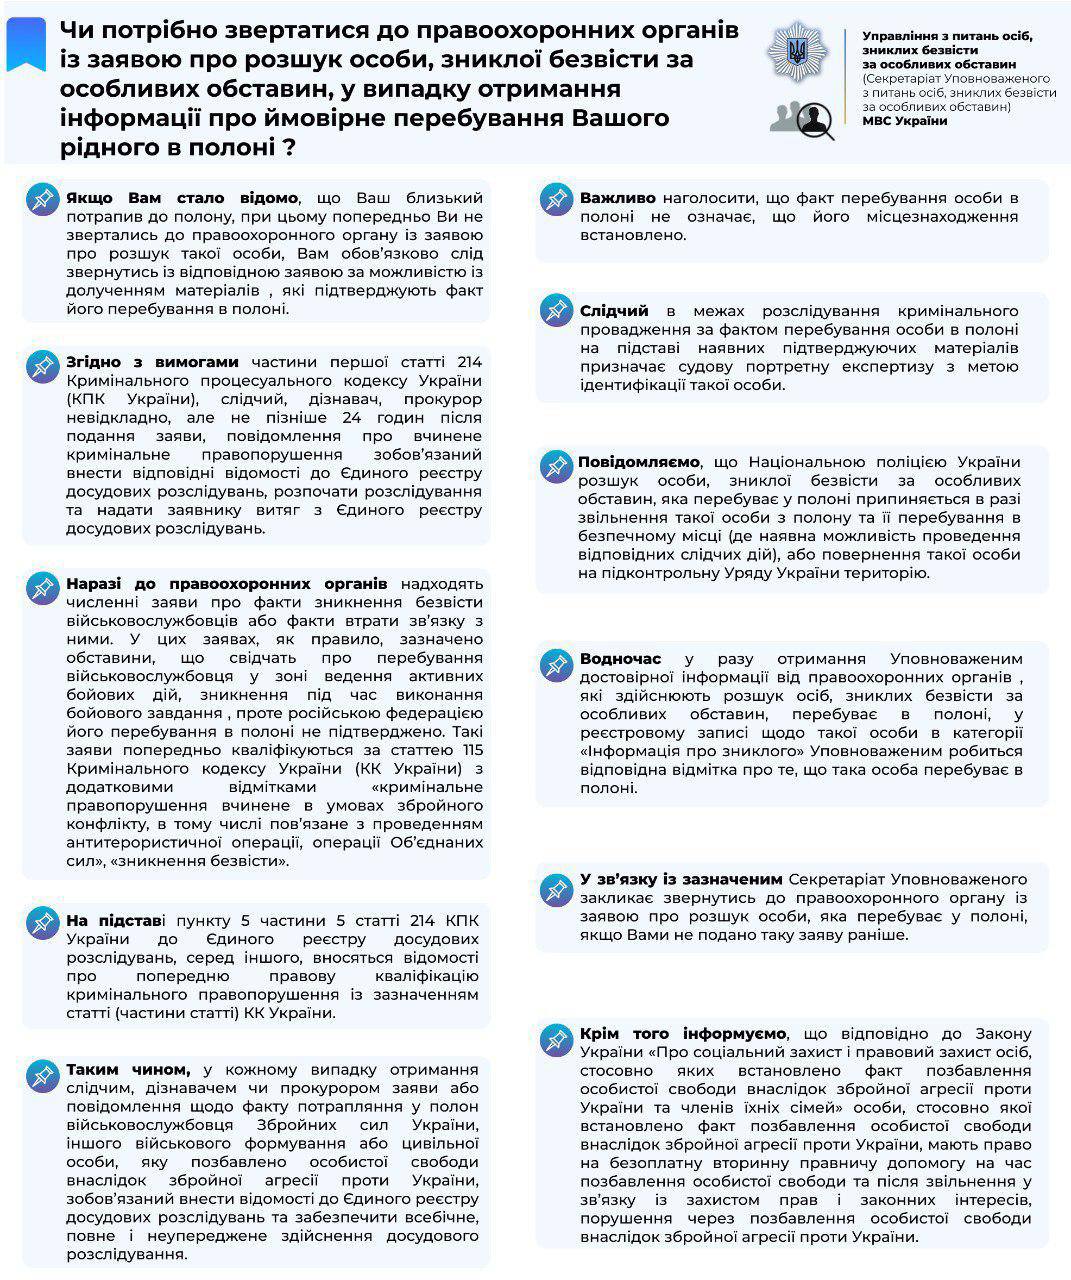 Чи потрібно звертатися до правоохоронних органів
із заявою про розшук особи, зниклої безвісти за
особливих обставин, у випадку отримання
інформації про ймовірне перебування Вашого
рідного в полоні ?
Управління з питань осіб,
зниклих безвісти
за особливих обставин
(Секретаріат Уповноваженого
з питань осіб, зниклих безвісти
за особливих обставин)
МВС України
Якщо Вам стало відомо, що Ваш близький
потрапив до полону, при цьому попередньо Ви не
звертались до правоохоронного органу із заявою
про розшук такої особи, Вам обов’язково слід
звернутись із відповідною заявою за можливістю із
долученням матеріалів , які підтверджують факт
його перебування в полоні.
Згідно з вимогами частини першої статті 214
Кримінального процесуального кодексу України
(КПК України), слідчий, дізнавач, прокурор
невідкладно, але не пізніше 24 годин після
подання заяви, повідомлення про вчинене
кримінальне правопорушення зобов’язаний
внести відповідні відомості до Єдиного реєстру
досудових розслідувань, розпочати розслідування
та надати заявнику витяг з Єдиного реєстру
досудових розслідувань.
Наразі до правоохоронних органів надходять
численні заяви про факти зникнення безвісти
військовослужбовців або факти втрати зв’язку з
ними. У цих заявах, як правило, зазначено
обставини, що свідчать про перебування
військовослужбовця у зоні ведення активних
бойових дій, зникнення під час виконання
бойового завдання , проте російською федерацією
його перебування в полоні не підтверджено. Такі
заяви попередньо кваліфікуються за статтею 115
Кримінального кодексу України (КК України) з
додатковими відмітками «кримінальне
правопорушення вчинене в умовах збройного
конфлікту, в тому числі пов’язане з проведенням
антитерористичної операції, операції Об’єднаних
сил», «зникнення безвісти».
На підставі пункту 5 частини 5 статті 214 КПК
України до Єдиного реєстру досудових
розслідувань, серед іншого, вносяться відомості
про попередню правову кваліфікацію
кримінального правопорушення із зазначенням
статті (частини статті) КК України.
Таким чином, у кожному випадку отримання
слідчим, дізнавачем чи прокурором заяви або
повідомлення щодо факту потрапляння у полон
військовослужбовця Збройних сил України,
іншого військового формування або цивільної
особи, яку позбавлено особистої свободи
внаслідок збройної агресії проти України,
зобов’язаний внести відомості до Єдиного реєстру
досудових розслідувань та забезпечити всебічне,
повне і неупереджене здійснення досудового
розслідування.
Важливо наголосити, що факт перебування особи в
полоні не означає, що його місцезнаходження
встановлено.
Слідчий в межах розслідування кримінального
провадження за фактом перебування особи в полоні
на підставі наявних підтверджуючих матеріалів
призначає судову портретну експертизу з метою
ідентифікації такої особи.
Повідомляємо, що Національною поліцією України
розшук особи, зниклої безвісти за особливих
обставин, яка перебуває у полоні припиняється в разі
звільнення такої особи з полону та її перебування в
безпечному місці (де наявна можливість проведення
відповідних слідчих дій), або повернення такої особи
на підконтрольну Уряду України територію.
Водночас у разу отримання Уповноваженим
достовірної інформації від правоохоронних органів ,
які здійснюють розшук осіб, зниклих безвісти за
особливих обставин, перебуває в полоні, у
реєстровому записі щодо такої особи в категорії
«Інформація про зниклого» Уповноваженим робиться
відповідна відмітка про те, що така особа перебуває в
полоні.
У зв’язку із зазначеним Секретаріат Уповноваженого
закликає звернутись до правоохоронного органу із
заявою про розшук особи, яка перебуває у полоні,
якщо Вами не подано таку заяву раніше.
Крім того інформуємо, що відповідно до Закону
України «Про соціальний захист і правовий захист осіб,
стосовно яких встановлено факт позбавлення
особистої свободи внаслідок збройної агресії проти
України та членів їхніх сімей» особи, стосовно якої
встановлено факт позбавлення особистої свободи
внаслідок збройної агресії проти України, мають право
на безоплатну вторинну правничу допомогу на час
позбавлення особистої свободи та після звільнення у
зв’язку із захистом прав і законних інтересів,
порушення через позбавлення особистої свободи
внаслідок збройної агресії проти України.